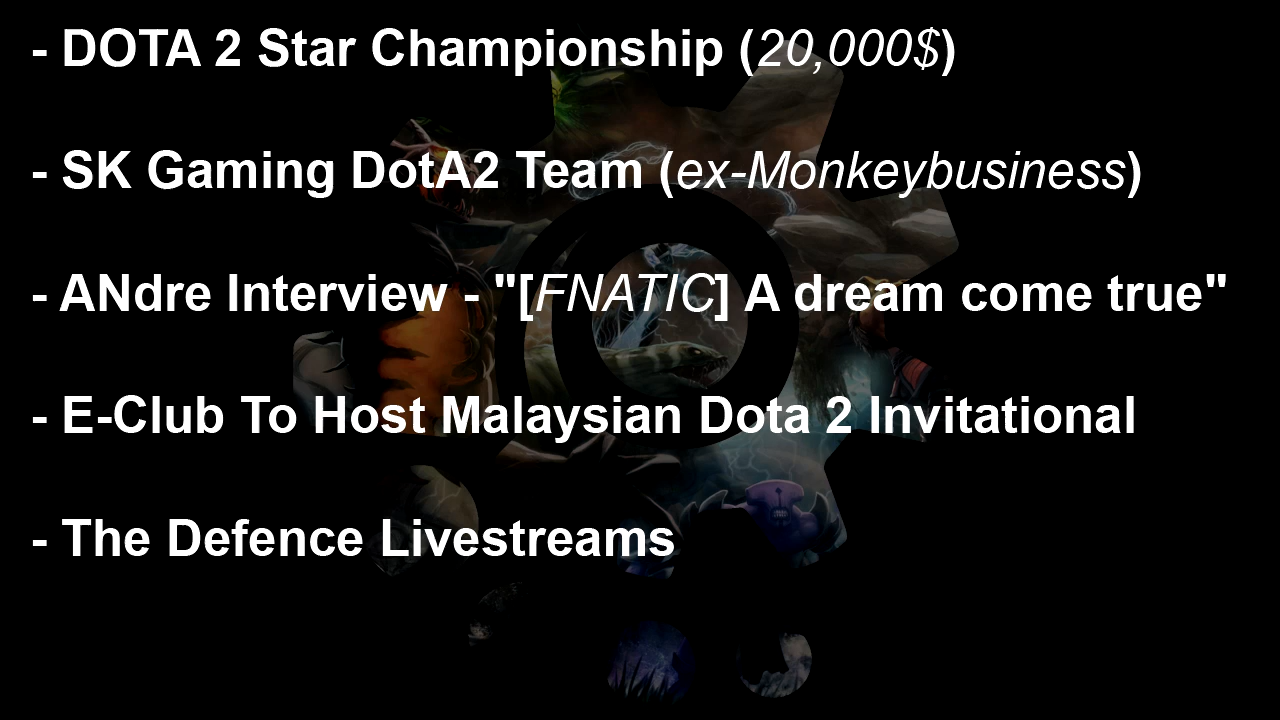 - DOTA 2 Star Championship (20,000$)
- SK Gaming DotA2 Team (ex-Monkeybusiness)
- ANdre Interview - "[FNATIC] A dream come true"
- E-Club To Host Malaysian Dota 2 Invitational
- The Defence Livestreams